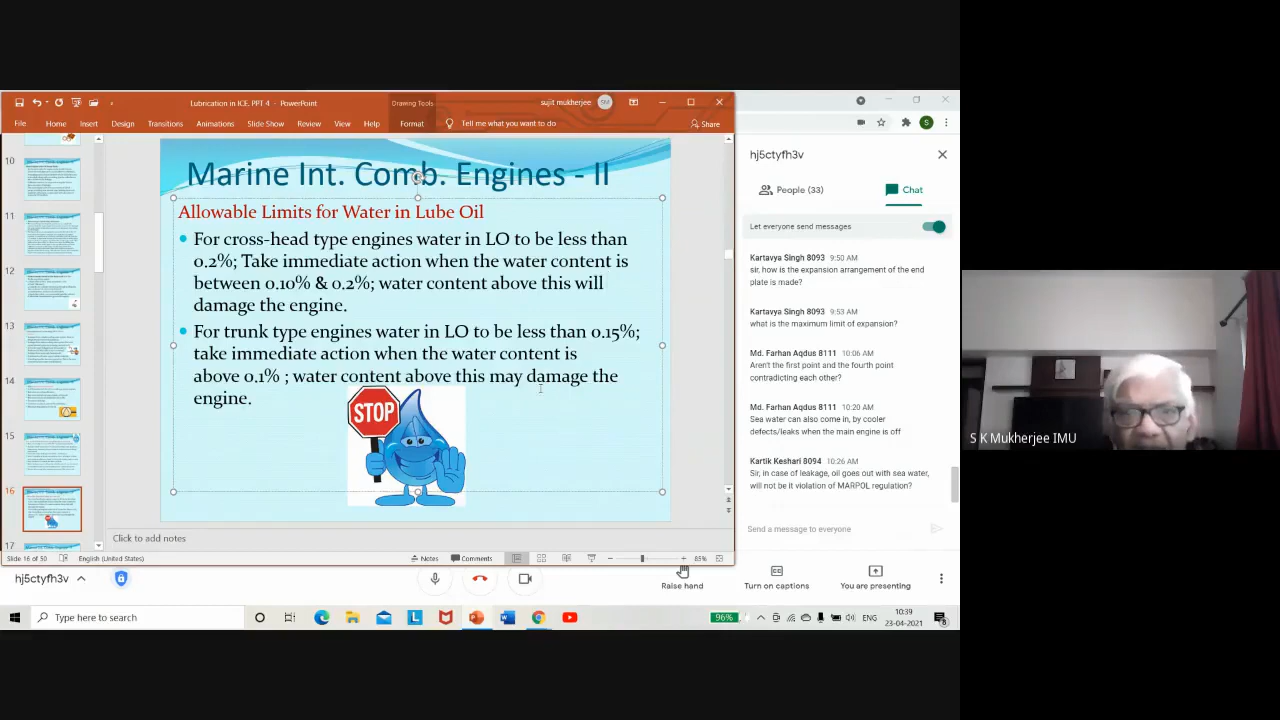 Lubrication in ICE. PPT 4 - PowerPoint
Drawing Tools
sujit mukherjee
SM
File
Home
Insert
Design
Transitions
Animations
Slide Show
Review
View
Help
Format
Tell me what you want to do
Share
10
11
12
13
14
15
16
17
Marine Int. Comb. Engines - II
Allowable Limits for Water in Lube Oil
• For cross-head type engines water in LO to be less than
0.2%; Take immediate action when the water content is
between 0.10% &0.2%; water content above this will
damage the engine.
• For trunk type engines water in LO to be less than 0.15%;
take immediate action when the water content is
above 0.1% ; water content above this may damage the
engine.
STOP
Click to add notes
Slide 16 of 50
English (United States)
Notes
Comments
85%
hj5ctyfh3v
People (33)
Chat
Let everyone send messages
Kartavya Singh 8093 9:50 AM
sir, how is the expansion arrangement of the end
plate is made?
Kartavya Singh 8093 9:53 AM
what is the maximum limit of expansion?
Md. Farhan Aqdus 8111 10:06 AM
Aren't the first point and the fourth point
contradicting each other?
Md. Farhan Aqdus 8111 10:20 AM
Sea water can also come in, by cooler
defects/leaks when the main engine is off
Kartik Keshari 8094 10:26 AM
Sir, in case of leakage, oil goes out with sea water,
will not be it violation of MARPOL regulation?
Send a message to everyone
S
S K Mukherjee IMU
hj5ctyfh3v
Raise hand
Turn on captions
You are presenting
Type here to search
96%
ENG
10:39
23-04-2021